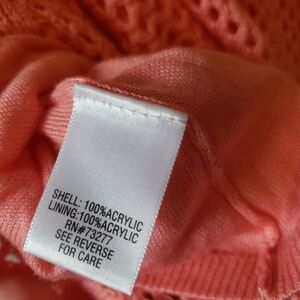 SHELL: 100%ACRYLIC
LINING:100%ACRYLIC
RN#73277
SEE REVERSE
FOR CARE